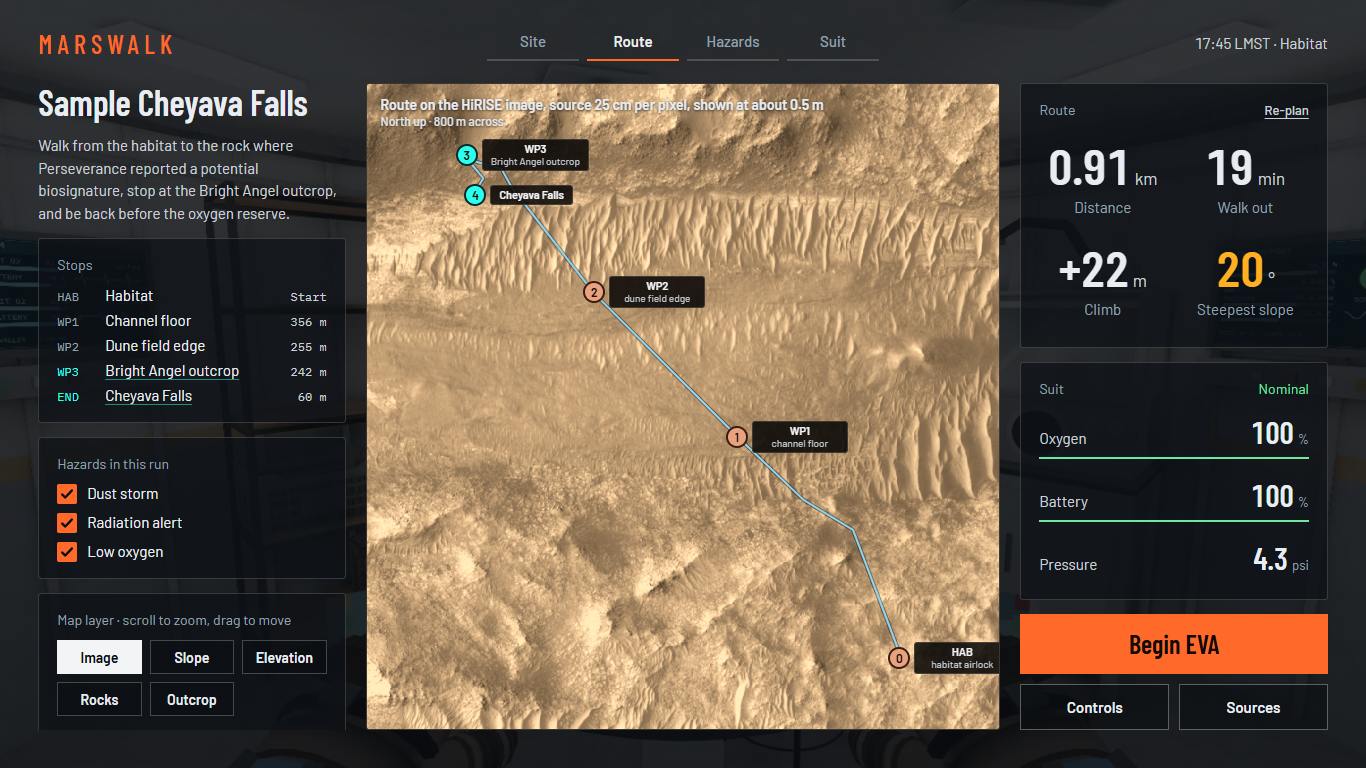 MARSWALK
Site
Route
Hazards
Suit
17:45 LMST · Habitat
Sample Cheyava Falls
Walk from the habitat to the rock where
Perseverance reported a potential
biosignature, stop at the Bright Angel outcrop,
and be back before the oxygen reserve.
Stops
HAB Habitat Start
WP1 Channel floor 356 m
WP2 Dune field edge 255 m
WP3 Bright Angel outcrop 242 m
END Cheyava Falls 60 m
Hazards in this run
Dust storm
Radiation alert
Low oxygen
Map layer · scroll to zoom, drag to move
Image Slope Elevation
Rocks Outcrop
Route on the HiRISE image, source 25 cm per pixel, shown at about 0.5 m
North up · 800 m across
3
WP3
Bright Angel outcrop
4
Cheyava Falls
2
WP2
dune field edge
1
WP1
channel floor
0
HAB
habitat airlock
Route Re-plan
0.91 km 19 min
Distance Walk out
+22 m 20 °
Climb Steepest slope
Suit Nominal
Oxygen 100 %
Battery 100 %
Pressure 4.3 psi
Begin EVA
Controls Sources